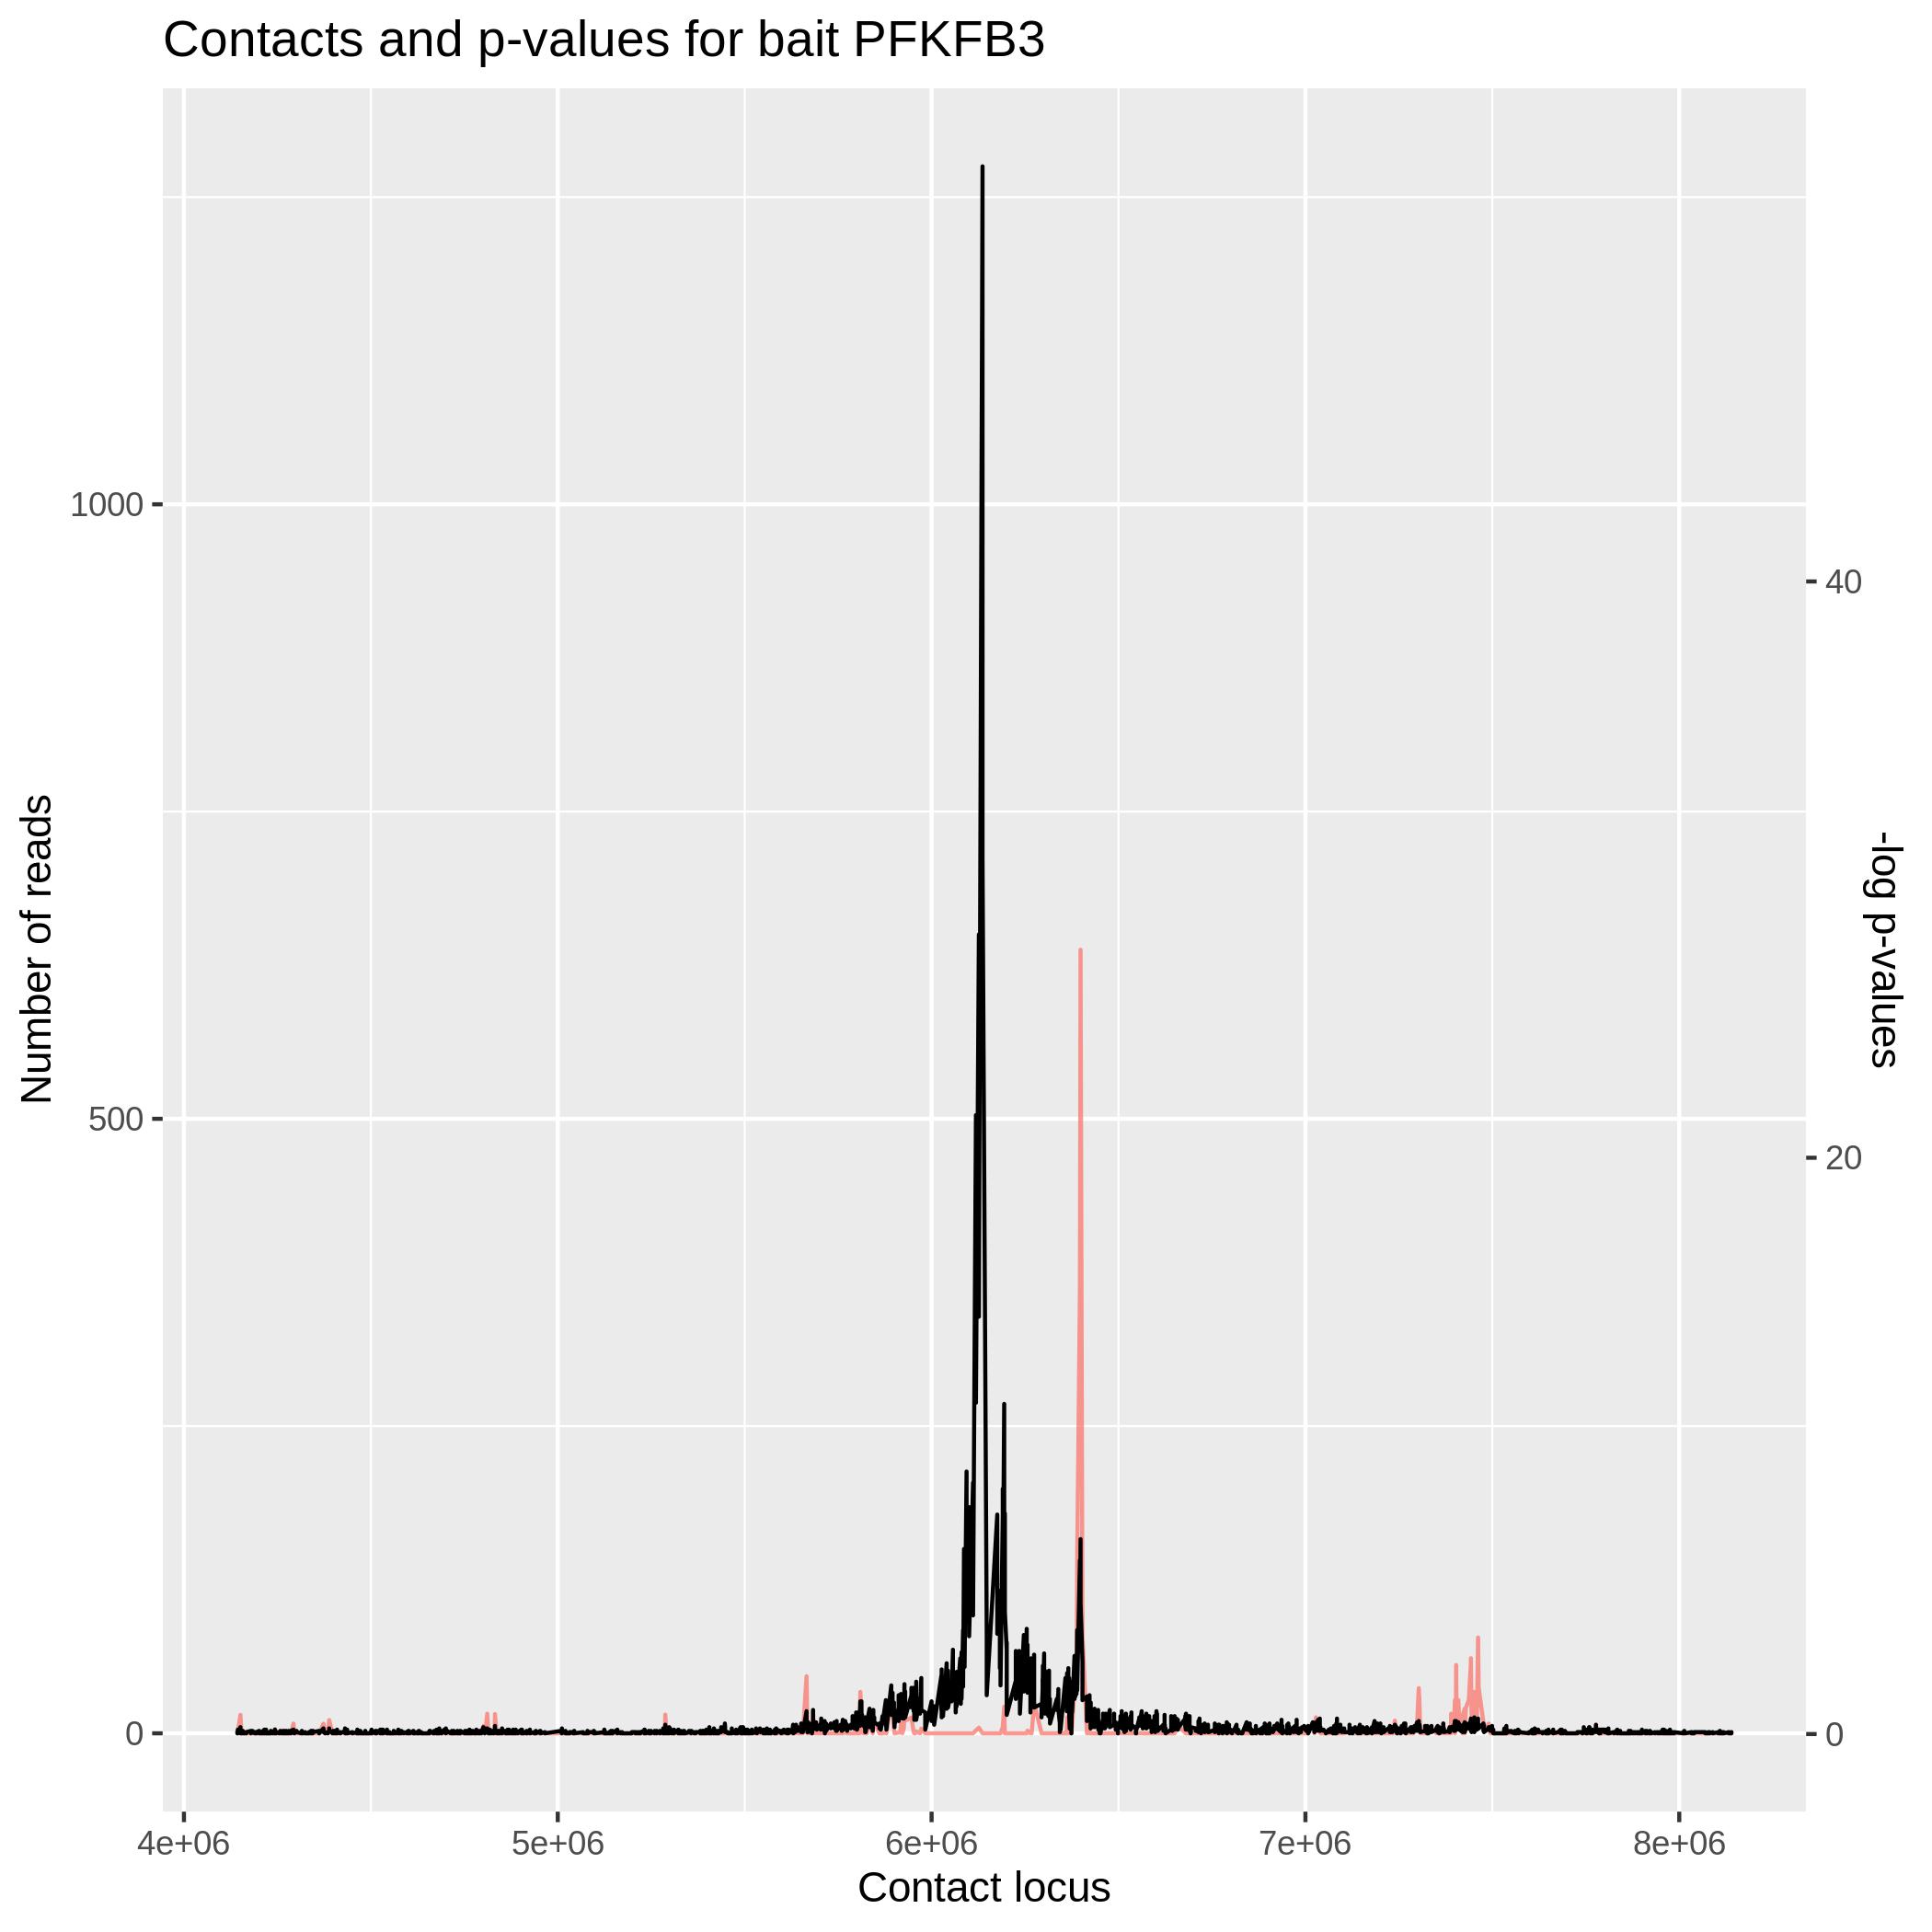 Contacts and p-values for bait PFKFB3
Number of reads
1000
500
0
40
20
0
-log p-values
4e+06 5e+06 6e+06 7e+06 8e+06
Contact locus